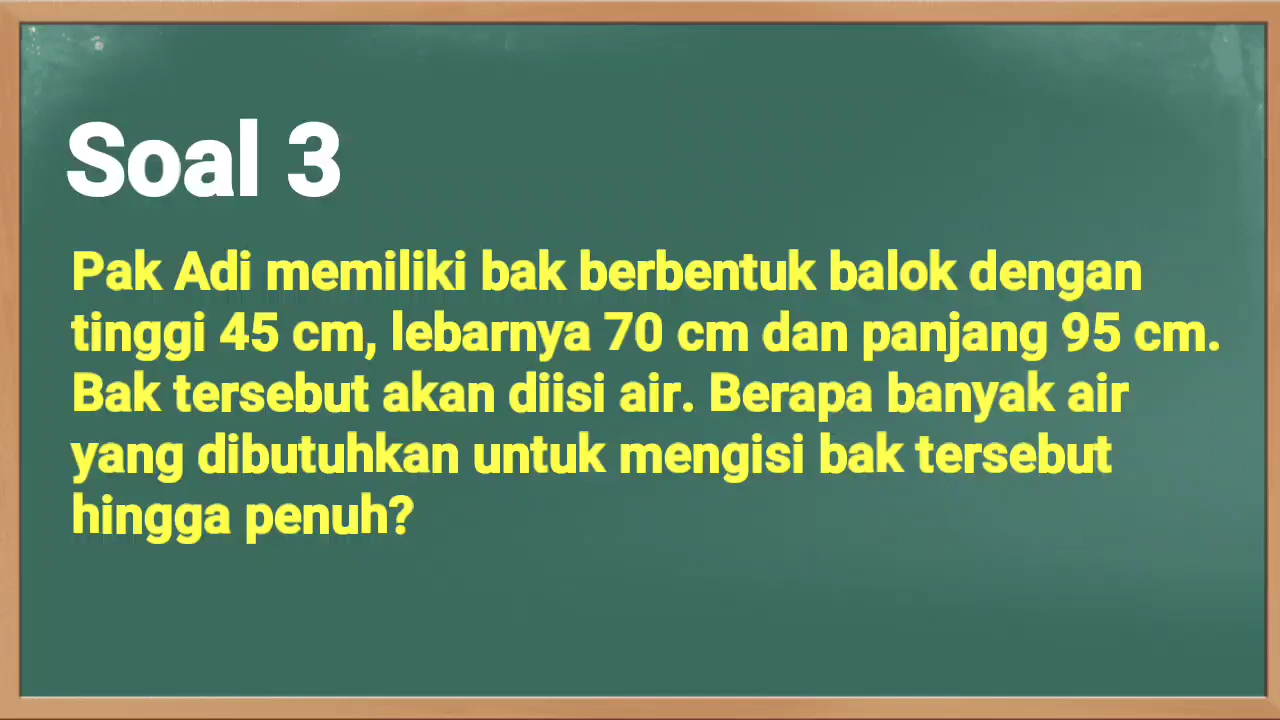 Soal 3
Pak Adi memiliki bak berbentuk balok dengan
tinggi 45 cm, lebarnya 70 cm dan panjang 95 cm.
Bak tersebut akan diisi air. Berapa banyak air
yang dibutuhkan untuk mengisi bak tersebut
hingga penuh?